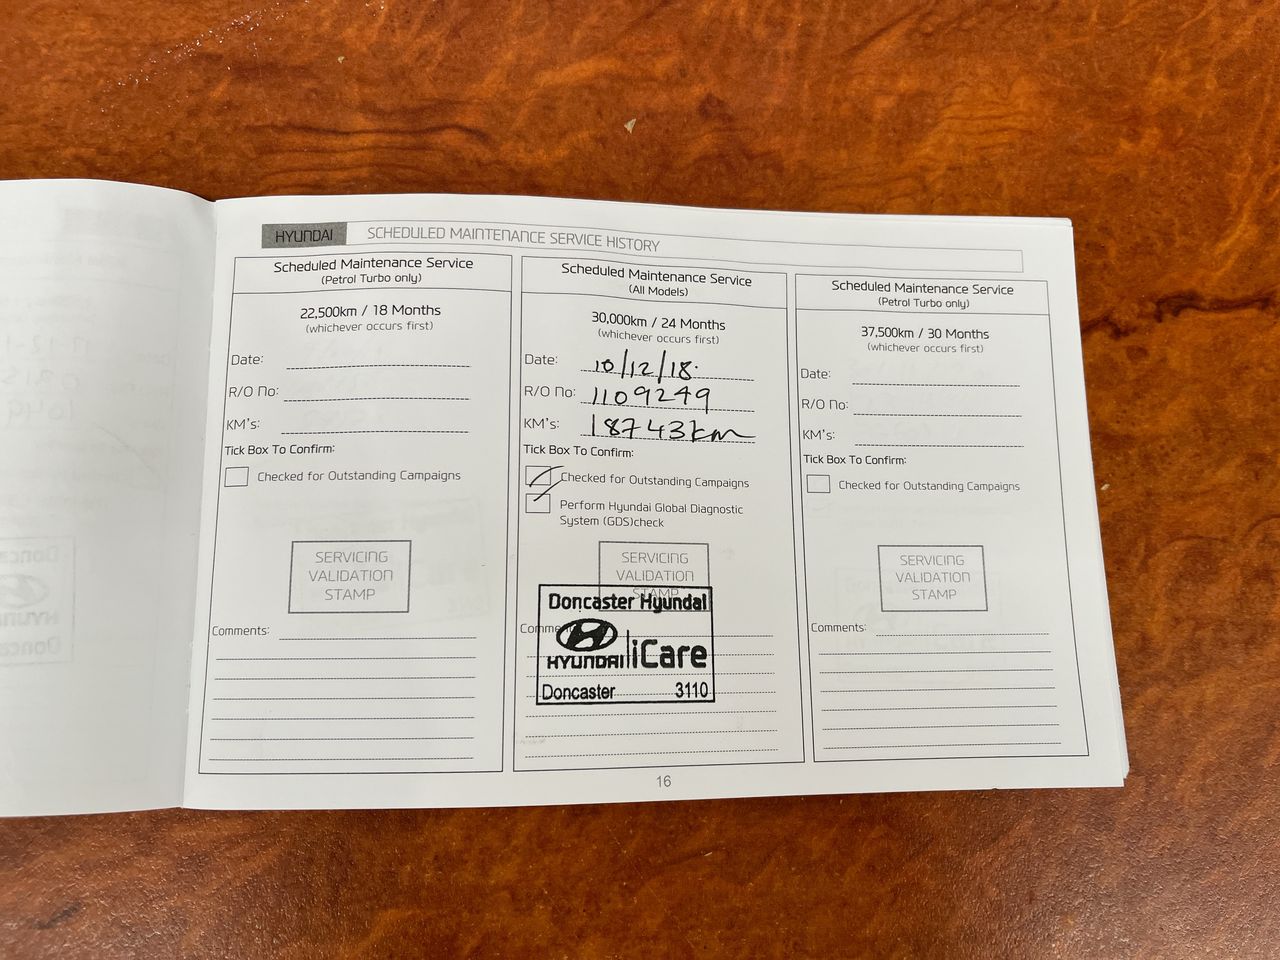 HYUNDAI SCHEDULED MAINTENANCE SERVICE HISTORY
Scheduled Maintenance Service
(Petrol Turbo only)
22,500km / 18 Months
(whichever occurs first)
Date:
R/O No:
KM's:
Tick Box To Confirm:
Checked for Outstanding Campaigns
SERVICING
VALIDATION
STAMP
Comments:
Scheduled Maintenance Service
(All Models)
30,000km / 24 Months
(whichever occurs first)
Date: 10/12/18.
R/O No: 1109249
KM's: 18743km
Tick Box To Confirm:
Checked for Outstanding Campaigns
Perform Hyundai Global Diagnostic
System (GDS)check
SERVICING
VALIDATION
STAMP
Doncaster Hyundai
HYUNDAI iCare
Doncaster 3110
Scheduled Maintenance Service
(Petrol Turbo only)
37,500km / 30 Months
(whichever occurs first)
Date:
R/O No:
KM's:
Tick Box To Confirm:
Checked for Outstanding Campaigns
SERVICING
VALIDATION
STAMP
Comments:
16